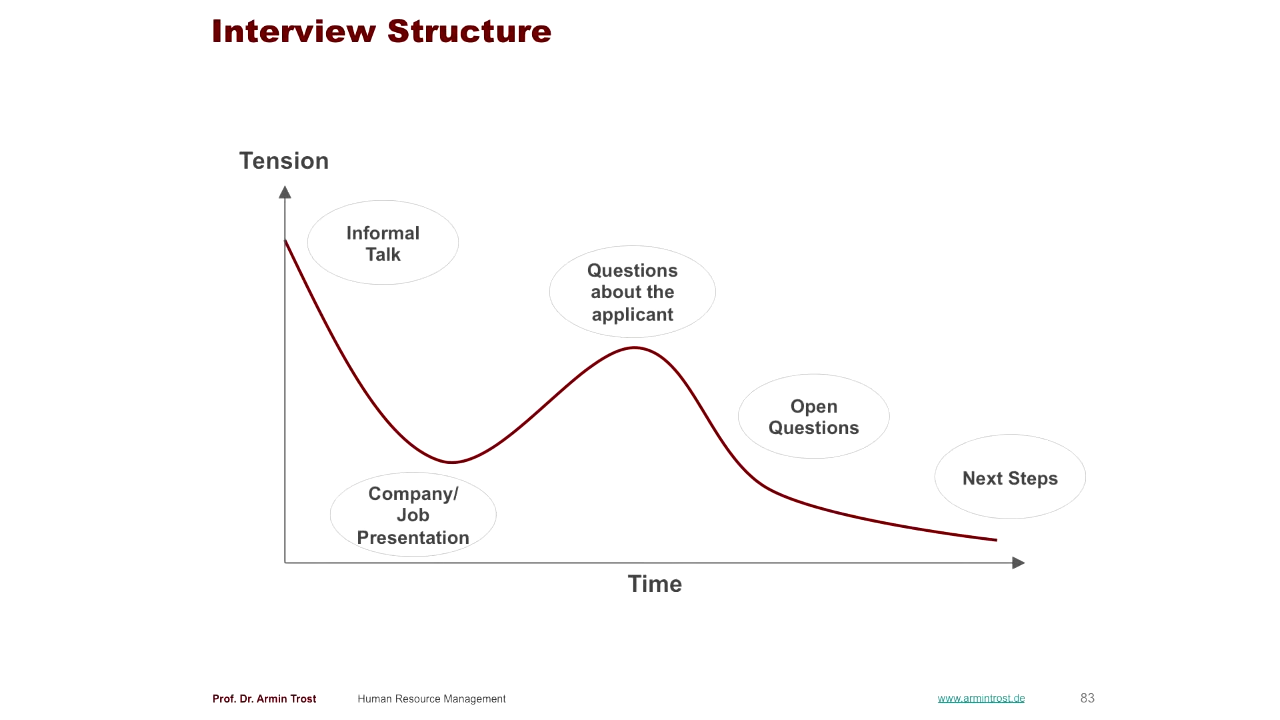 Interview Structure
Tension
Informal
Talk
Questions
about the
applicant
Open
Questions
Next Steps
Company/
Job
Presentation
Time
Prof. Dr. Armin Trost
Human Resource Management
www.armintrost.de
83